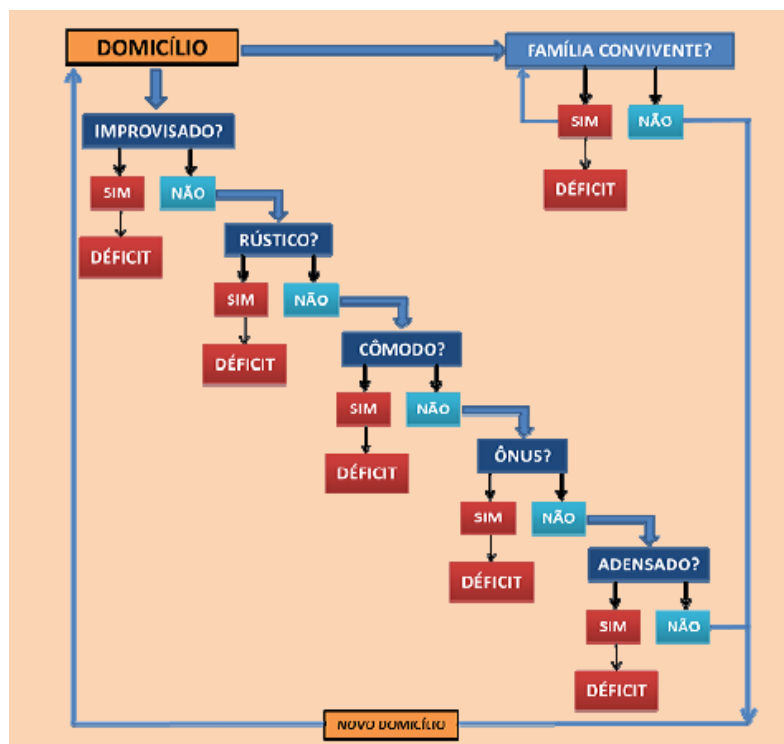 DOMICÍLIO
FAMÍLIA CONVIVENTE?
IMPROVISADO?
SIM
NÃO
SIM
NÃO
DÉFICIT
DÉFICIT
RÚSTICO?
SIM
NÃO
DÉFICIT
CÔMODO?
SIM
NÃO
DÉFICIT
ÔNUS?
SIM
NÃO
DÉFICIT
ADENSADO?
SIM
NÃO
DÉFICIT
NOVO DOMICÍLIO